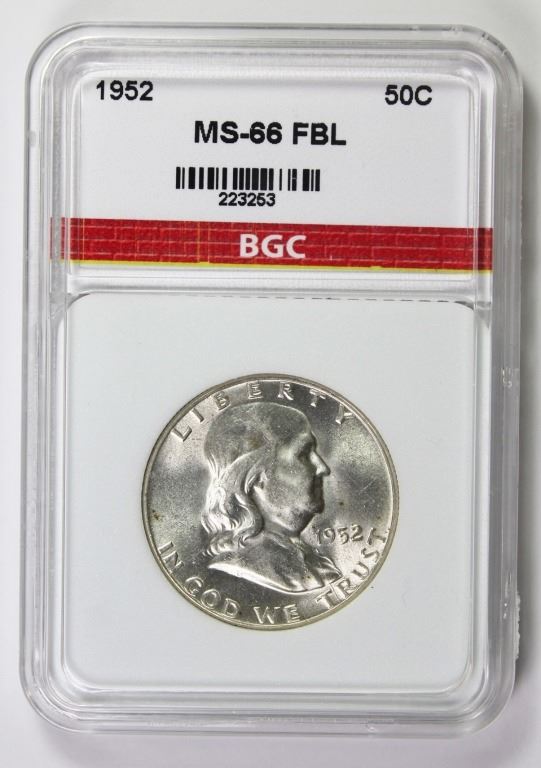 1952 50C
MS-66 FBL
223253
BGC
LIBERTY
1952
IN GOD WE TRUST